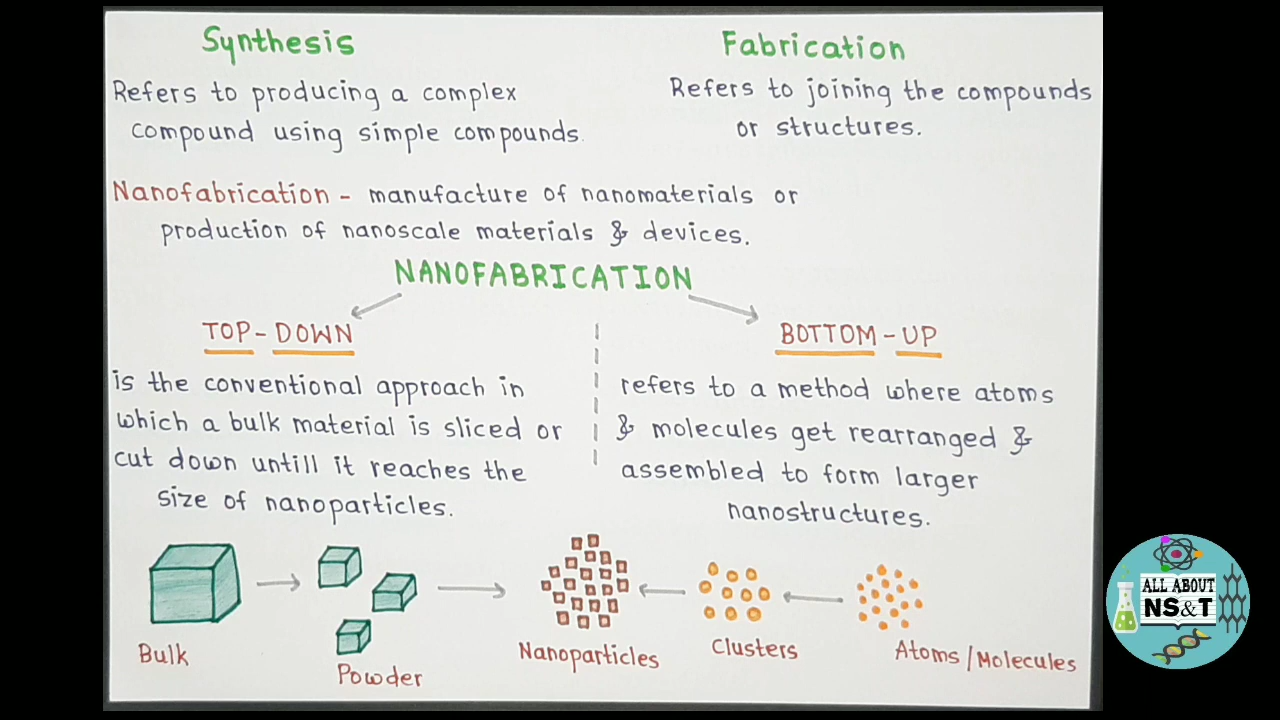 Synthesis
Refers to producing a complex
compound using simple compounds.
Fabrication
Refers to joining the compounds
or structures.
Nanofabrication - manufacture of nanomaterials or
production of nanoscale materials & devices.
NANOFABRICATION
TOP-DOWN
is the conventional approach in
which a bulk material is sliced or
cut down untill it reaches the
size of nanoparticles.
BOTTOM-UP
refers to a method where atoms
& molecules get rearranged &
assembled to form larger
nanostructures.
Bulk
Powder
Nanoparticles
Clusters
Atoms/Molecules
ALL ABOUT
NS&T